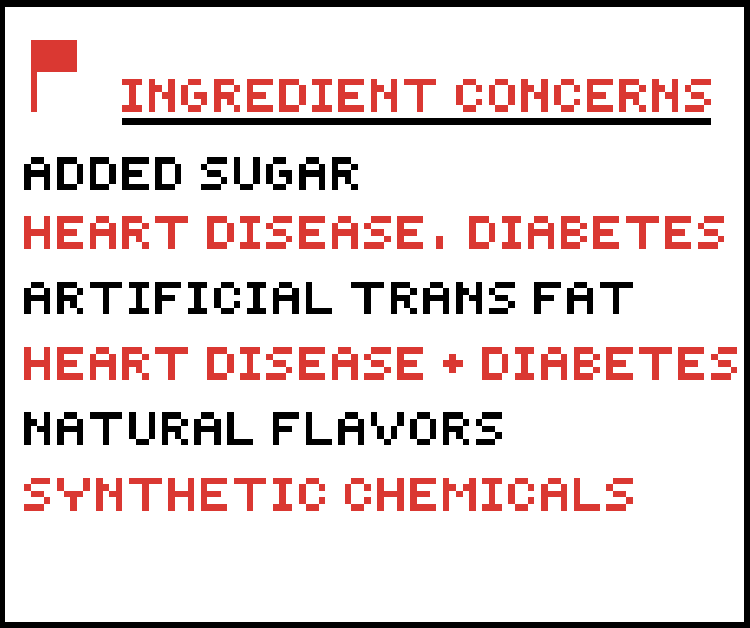 INGREDIENT CONCERNS
ADDED SUGAR
HEART DISEASE, DIABETES
ARTIFICIAL TRANS FAT
HEART DISEASE + DIABETES
NATURAL FLAVORS
SYNTHETIC CHEMICALS